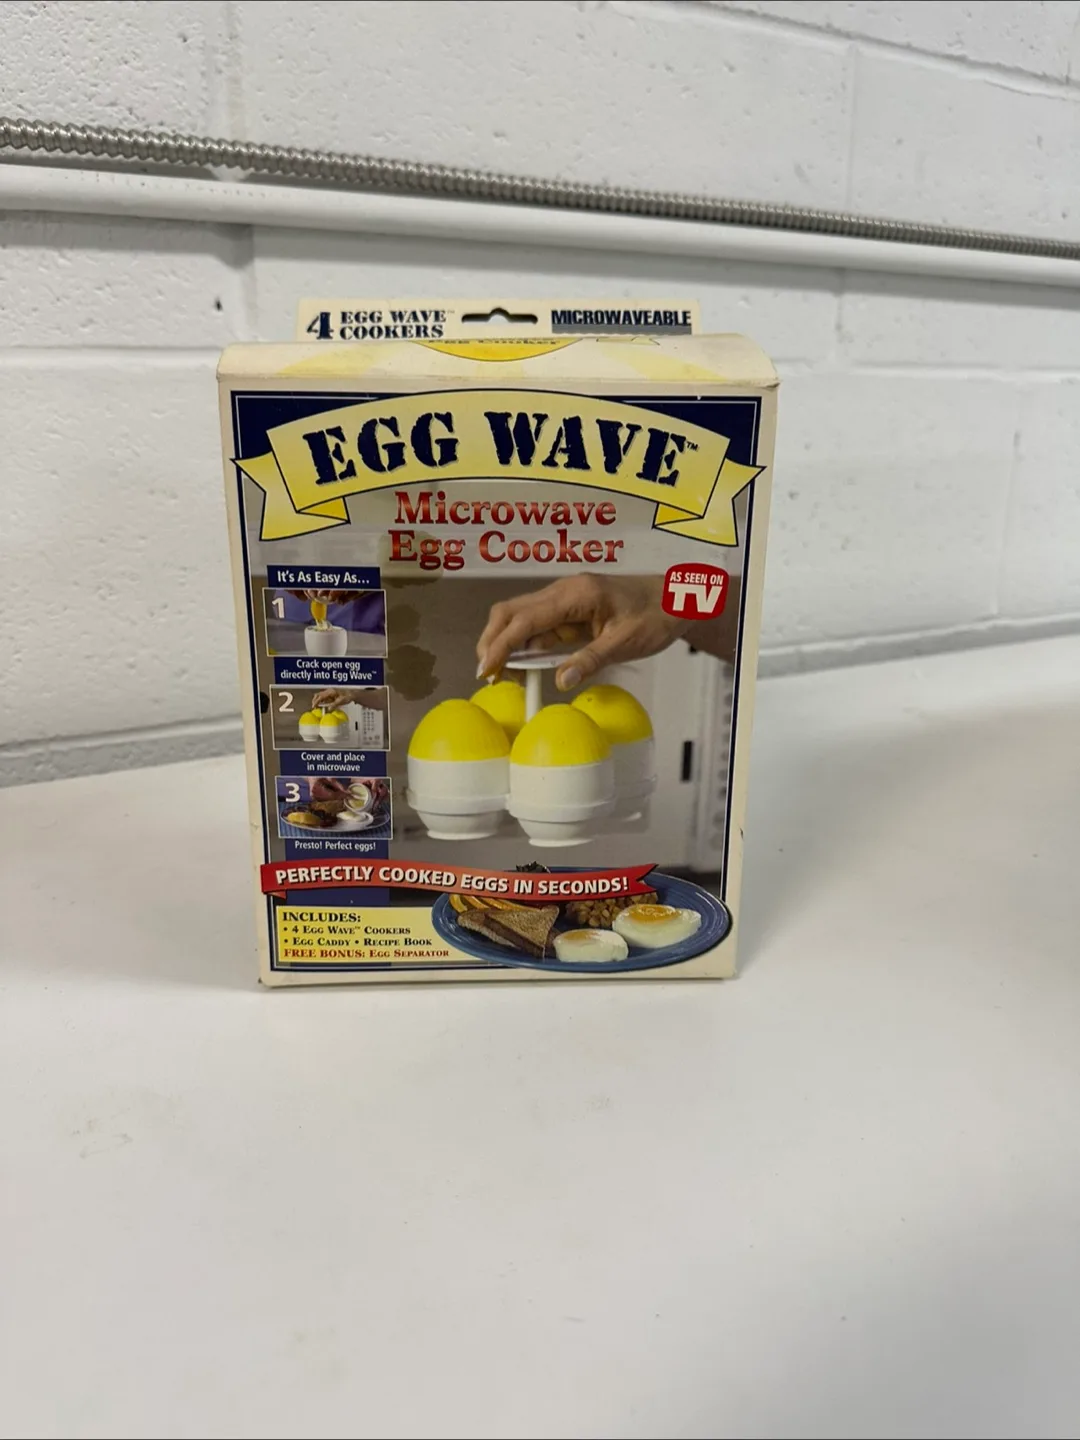 4 EGG WAVE™
COOKERS
MICROWAVEABLE
Egg Cooker
EGG WAVE™
Microwave
Egg Cooker
It's As Easy As...
AS SEEN ON
TV
1
Crack open egg
directly into Egg Wave™
2
Cover and place
in microwave
3
Presto! Perfect eggs!
PERFECTLY COOKED EGGS IN SECONDS!
INCLUDES:
• 4 EGG WAVE™ COOKERS
• EGG CADDY • RECIPE BOOK
FREE BONUS: EGG SEPARATOR